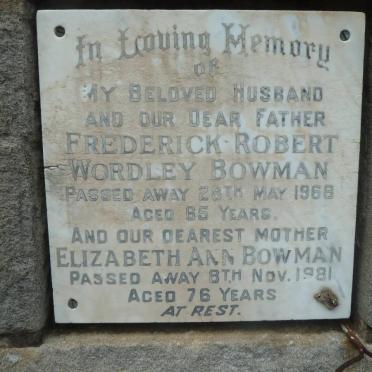 In Loving Memory
OF
MY BELOVED HUSBAND
AND OUR DEAR FATHER
FREDERICK ROBERT
WORDLEY BOWMAN
PASSED AWAY 28TH MAY 1968
AGED 65 YEARS.
AND OUR DEAREST MOTHER
ELIZABETH ANN BOWMAN
PASSED AWAY 8TH NOV. 1981
AGED 76 YEARS
AT REST.